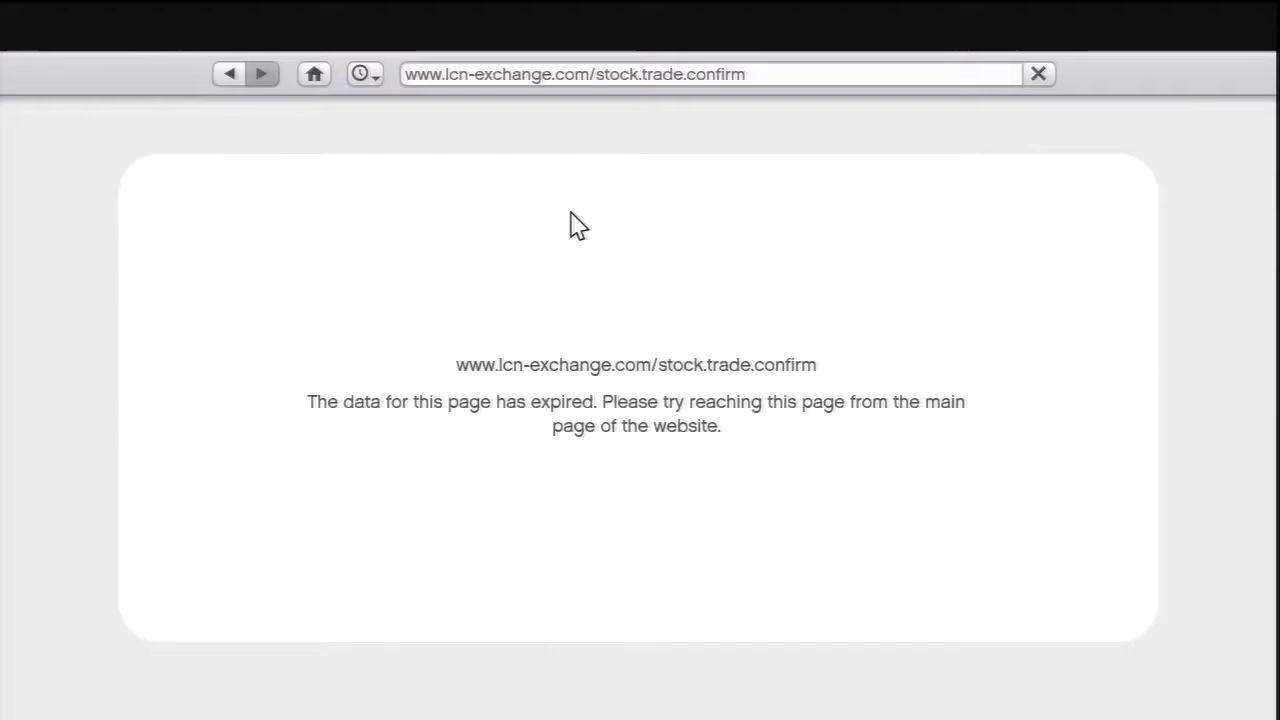 www.lcn-exchange.com/stock.trade.confirm
www.lcn-exchange.com/stock.trade.confirm
The data for this page has expired. Please try reaching this page from the main
page of the website.